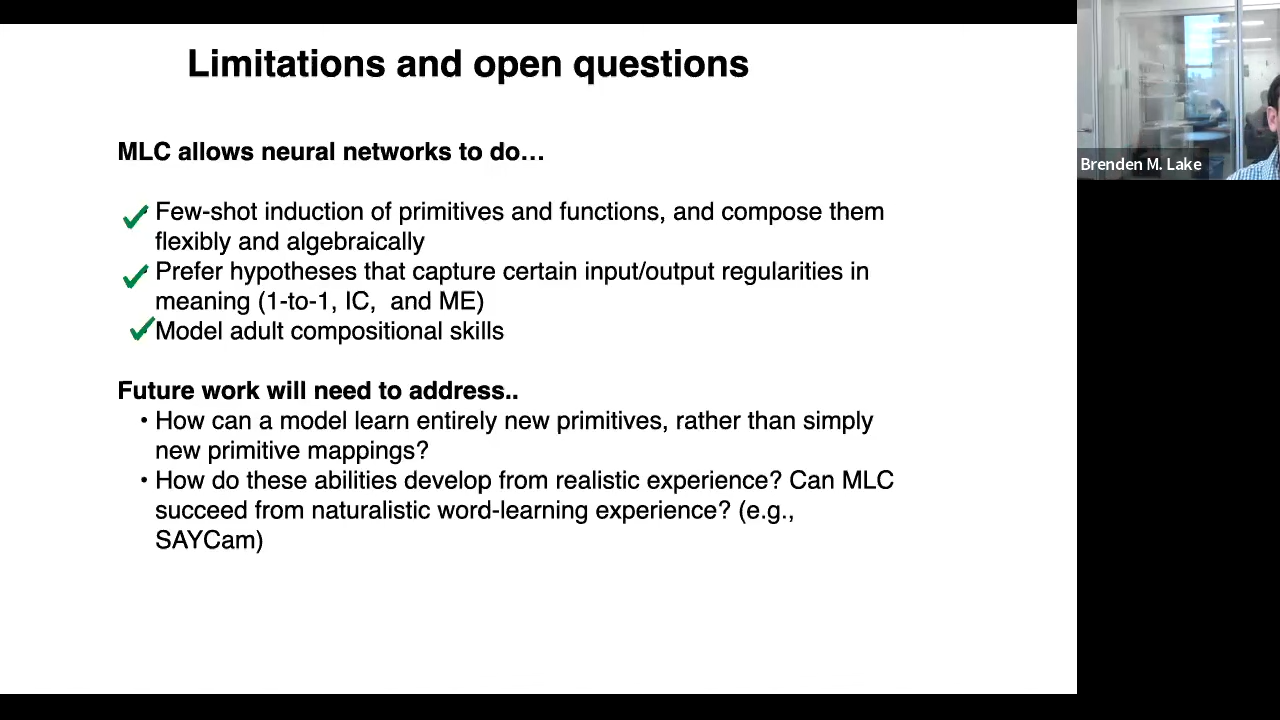 Limitations and open questions
MLC allows neural networks to do…
Few-shot induction of primitives and functions, and compose them
flexibly and algebraically
Prefer hypotheses that capture certain input/output regularities in
meaning (1-to-1, IC,  and ME)
Model adult compositional skills
Future work will need to address..
• How can a model learn entirely new primitives, rather than simply
new primitive mappings?
• How do these abilities develop from realistic experience? Can MLC
succeed from naturalistic word-learning experience? (e.g.,
SAYCam)
Brenden M. Lake